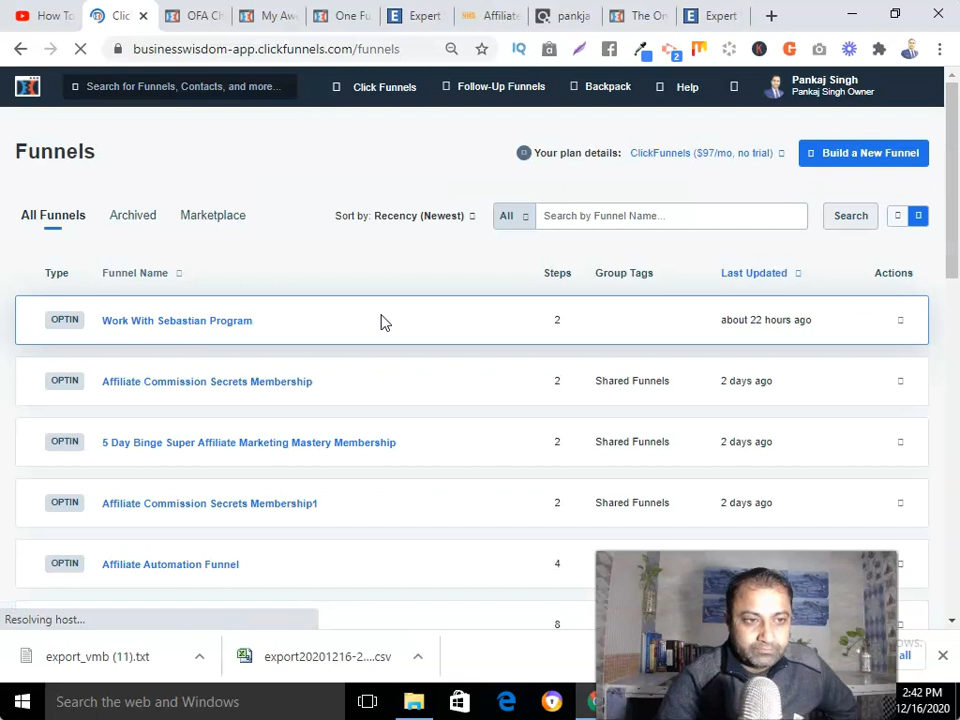 How To
Clic
OFA C
My Aw
One Fu
Expert
Affiliate
pankja
The On
Expert
businesswisdom-app.clickfunnels.com/funnels
IQ
2
K
G
Search for Funnels, Contacts, and more...
Click Funnels
Follow-Up Funnels
Backpack
Help
Pankaj Singh
Pankaj Singh Owner
Funnels
Your plan details: ClickFunnels ($97/mo, no trial)
Build a New Funnel
All Funnels
Archived
Marketplace
Sort by: Recency (Newest)
All
Search by Funnel Name...
Search
Type Funnel Name Steps Group Tags Last Updated Actions
OPTIN Work With Sebastian Program 2 about 22 hours ago
OPTIN Affiliate Commission Secrets Membership 2 Shared Funnels 2 days ago
OPTIN 5 Day Binge Super Affiliate Marketing Mastery Membership 2 Shared Funnels 2 days ago
OPTIN Affiliate Commission Secrets Membership1 2 Shared Funnels 2 days ago
OPTIN Affiliate Automation Funnel 4
8
Resolving host...
export_vmb (11).txt
export20201216-2....csv
all
Search the web and Windows
2:42 PM
12/16/2020